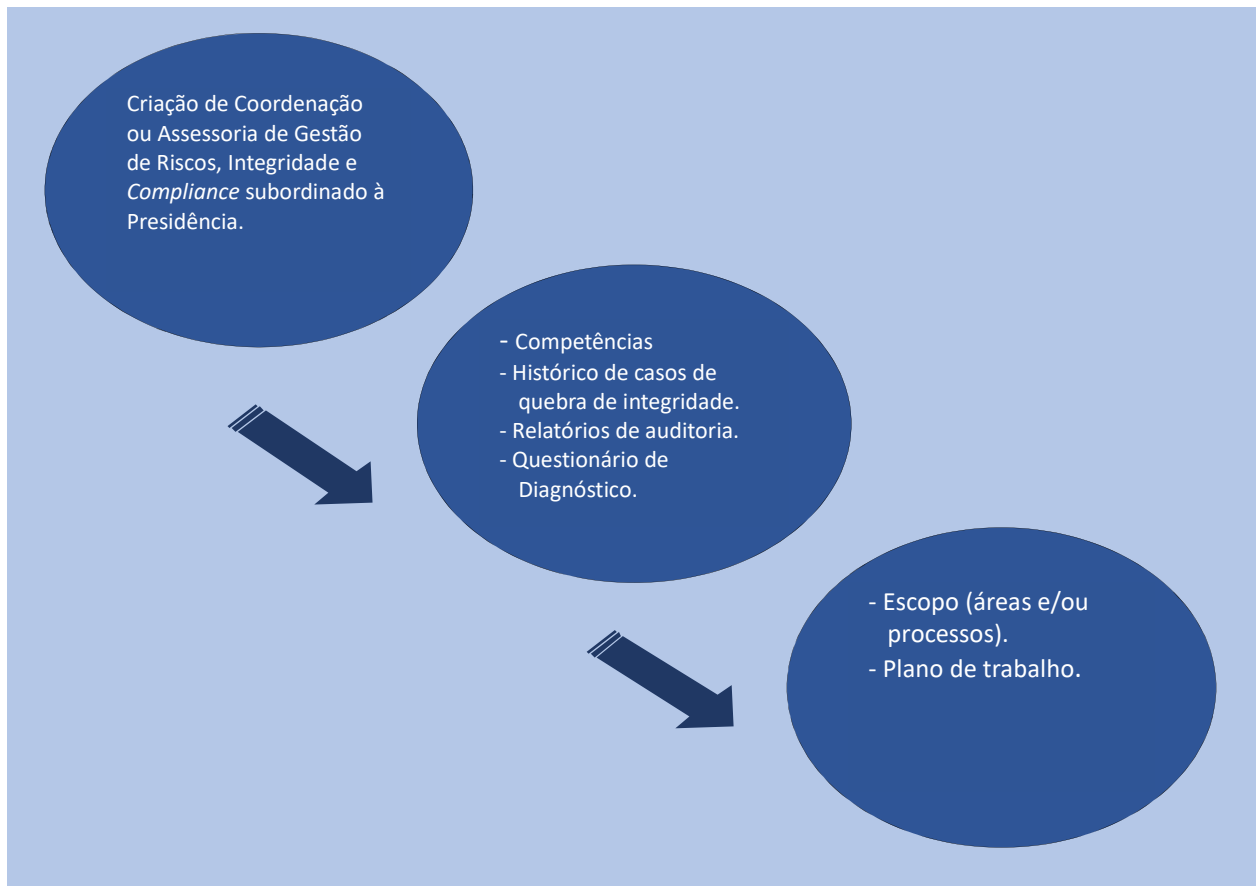 Criação de Coordenação
ou Assessoria de Gestão
de Riscos, Integridade e
Compliance subordinado à
Presidência.
- Competências
- Histórico de casos de
quebra de integridade.
- Relatórios de auditoria.
- Questionário de
Diagnóstico.
- Escopo (áreas e/ou
processos).
- Plano de trabalho.